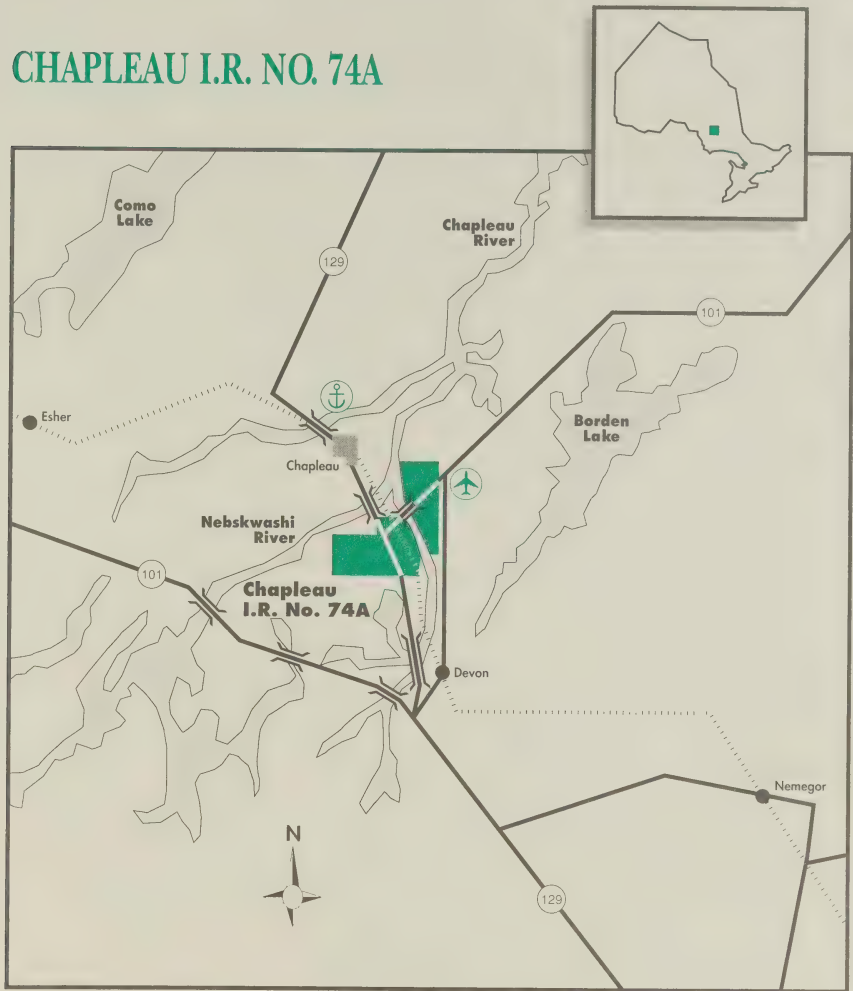 CHAPLEAU I.R. NO. 74A
Como
Lake
Chapleau
River
129
101
Esher
Borden
Lake
Chapleau
Nebskwashi
River
101
Chapleau
I.R. No. 74A
Devon
Nemegor
N
129